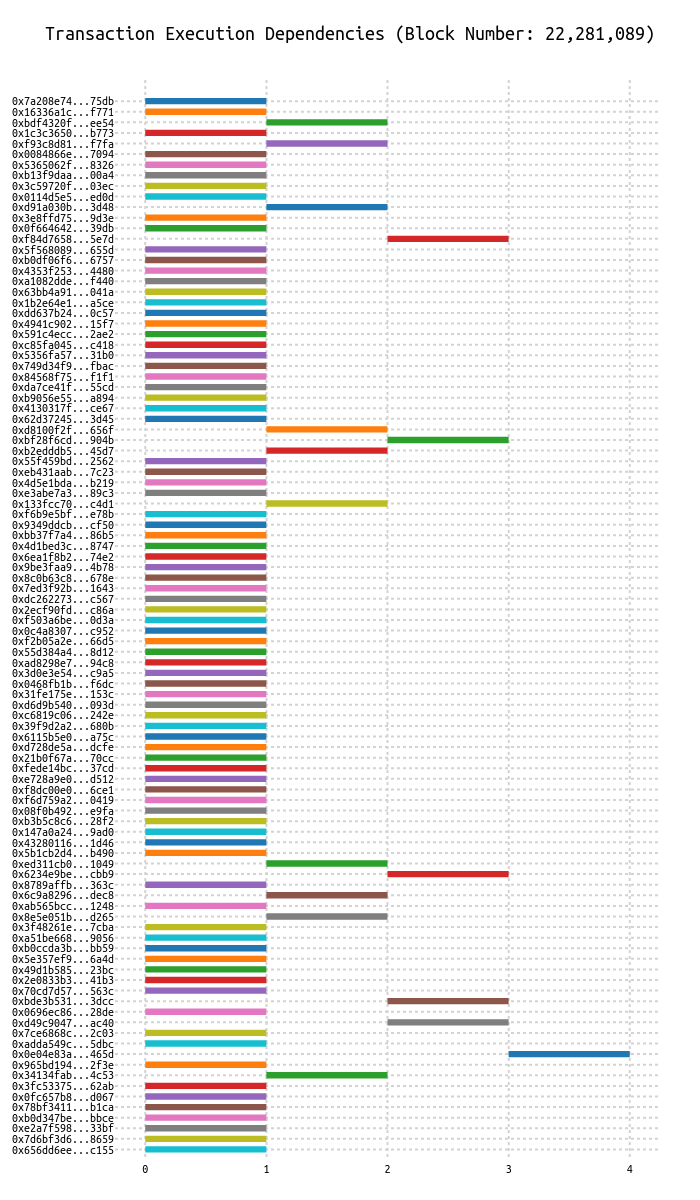 Transaction Execution Dependencies (Block Number: 22,281,089)
0x7a208e74...75db
0x16336a1c...f771
0xbdf4320f...ee54
0x1c3c3650...b773
0xf93c8d81...f7fa
0x0084866e...7094
0x5365062f...8326
0xb13f9daa...00a4
0x3c59720f...03ec
0x0114d5e5...ed0d
0xd91a030b...3d48
0x3e8ffd75...9d3e
0x0f664642...39db
0xf84d7658...5e7d
0x5f568089...655d
0xb0df06f6...6757
0x4353f253...4480
0xa1082dde...f440
0x63bb4a91...041a
0x1b2e64e1...a5ce
0xdd637b24...0c57
0x4941c902...15f7
0x591c4ecc...2ae2
0xc85fa045...c418
0x5356fa57...31b0
0x749d34f9...fbac
0x84568f75...f1f1
0xda7ce41f...55cd
0xb9056e55...a894
0x4130317f...ce67
0x62d37245...3d45
0xd8100f2f...656f
0xbf28f6cd...904b
0xb2edddb5...45d7
0x55f459bd...2562
0xeb431aab...7c23
0x4d5e1bda...b219
0xe3abe7a3...89c3
0x133fcc70...c4d1
0xf6b9e5bf...e78b
0x9349ddcb...cf50
0xbb37f7a4...86b5
0x4d1bed3c...8747
0x6ea1f8b2...74e2
0x9be3faa9...4b78
0x8c0b63c8...678e
0x7ed3f92b...1643
0xdc262273...c567
0x2ecf90fd...c86a
0xf503a6be...0d3a
0x0c4a8307...c952
0xf2b05a2e...66d5
0x55d384a4...8d12
0xad8298e7...94c8
0x3d0e3e54...c9a5
0x0468fb1b...f6dc
0x31fe175e...153c
0xd6d9b540...093d
0xc6819c06...242e
0x39f9d2a2...680b
0x6115b5e0...a75c
0xd728de5a...dcfe
0x21b0f67a...70cc
0xfede14bc...37cd
0xe728a9e0...d512
0xf8dc00e0...6ce1
0xf6d759a2...0419
0x08f0b492...e9fa
0xb3b5c8c6...28f2
0x147a0a24...9ad0
0x43280116...1d46
0x5b1cb2d4...b490
0xed311cb0...1049
0x6234e9be...cbb9
0x8789affb...363c
0x6c9a8296...dec8
0xab565bcc...1248
0x8e5e051b...d265
0x3f48261e...7cba
0xa51be668...9056
0xb0ccda3b...bb59
0x5e357ef9...6a4d
0x49d1b585...23bc
0x2e0833b3...41b3
0x70cd7d57...563c
0xbde3b531...3dcc
0x0696ec86...28de
0xd49c9047...ac40
0x7ce6868c...2c03
0xadda549c...5dbc
0x0e04e83a...465d
0x965bd194...2f3e
0x34134fab...4c53
0x3fc53375...62ab
0x0fc657b8...d067
0x78bf3411...b1ca
0xb0d347be...bbce
0xe2a7f598...33bf
0x7d6bf3d6...8659
0x656dd6ee...c155
0 1 2 3 4